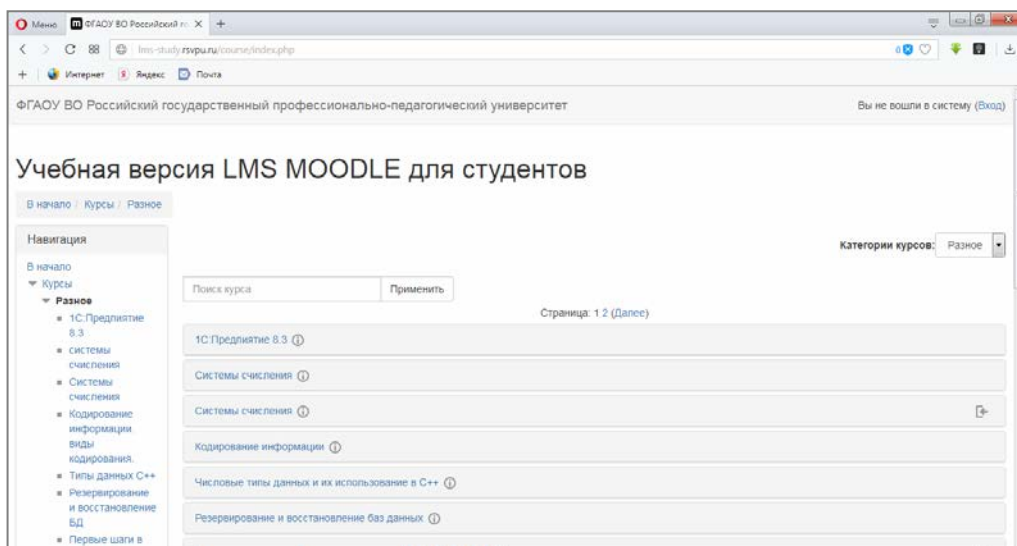 Меню
ФГАОУ ВО Российский г
88
lms-study.rsvpu.ru/course/index.php
Интернет Яндекс Почта
ФГАОУ ВО Российский государственный профессионально-педагогический университет
Вы не вошли в систему (Вход)
Учебная версия LMS MOODLE для студентов
В начало / Курсы / Разное
Навигация
Категории курсов: Разное
В начало
Курсы
Разное
1С:Предлиятие
8.3
системы
счисления
Системы
счисления
Кодирование
информации
виды
кодирования.
Типы данных С++
Резервирование
и восстановление
БД
Первые шаги в
Поиск курса Применить
Страница: 1 2 (Далее)
1С:Предлиятие 8.3
Системы счисления
Системы счисления
Кодирование информации
Числовые типы данных и их использование в С++
Резервирование и восстановление баз данных